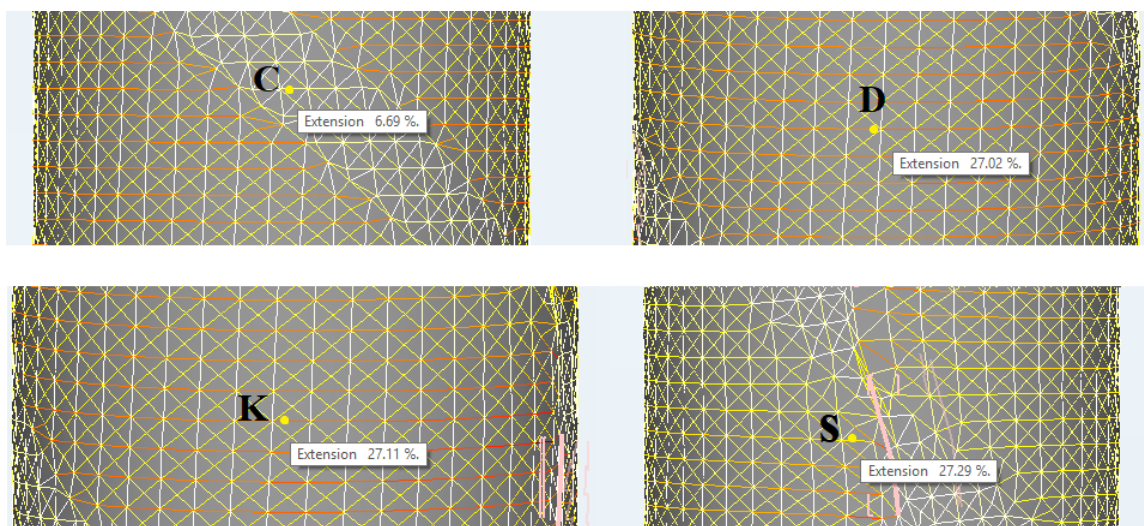 C
Extension 6.69 %.
D
Extension 27.02 %.
K
Extension 27.11 %.
S
Extension 27.29 %.